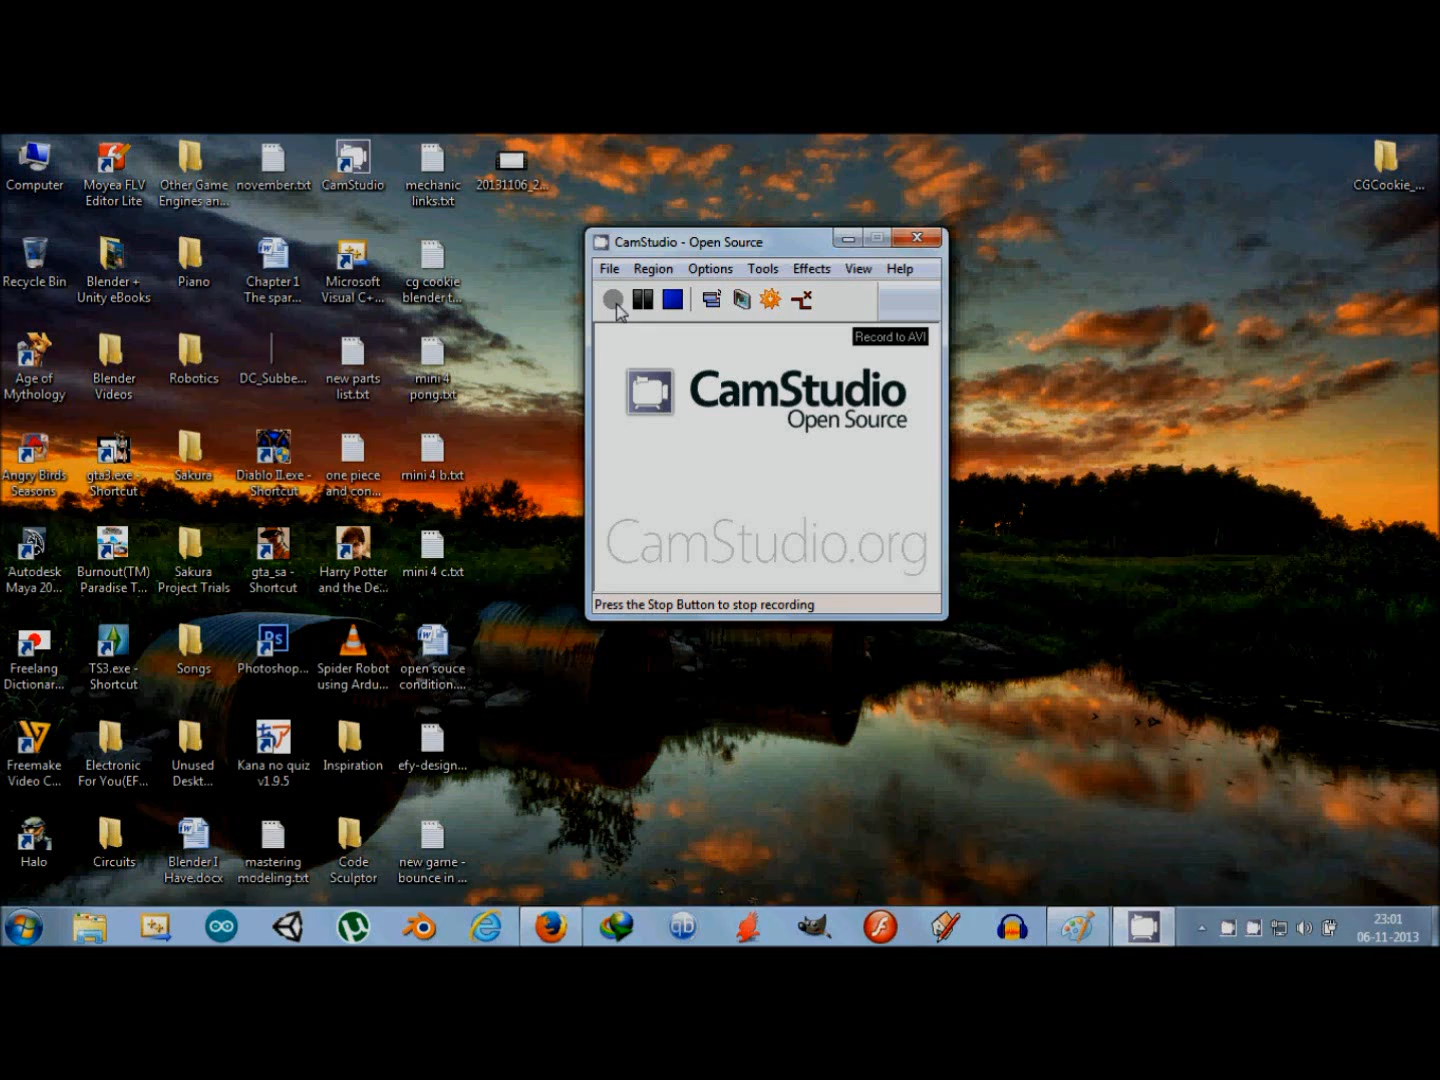 Computer
Moyea FLV
Editor Lite
Other Game
Engines an...
november.txt
CamStudio
mechanic
links.txt
20131106_2...
CGCookie_...
Recycle Bin
Blender +
Unity eBooks
Piano
Chapter 1
The spar...
Microsoft
Visual C+...
cg cookie
blender t...
Age of
Mythology
Blender
Videos
Robotics
DC_Subbe...
new parts
list.txt
mini 4
pong.txt
Angry Birds
Seasons
gta3.exe -
Shortcut
Sakura
Diablo II.exe -
Shortcut
one piece
and con...
mini 4 b.txt
Autodesk
Maya 20...
Burnout(TM)
Paradise T...
Sakura
Project Trials
gta_sa -
Shortcut
Harry Potter
and the De...
mini 4 c.txt
Freelang
Dictionar...
TS3.exe -
Shortcut
Songs
Photoshop...
Spider Robot
using Ardu...
open souce
condition....
Freemake
Video C...
Electronic
For You(EF...
Unused
Deskt...
Kana no quiz
v1.9.5
Inspiration
efy-design...
Halo
Circuits
Blender I
Have.docx
mastering
modeling.txt
Code
Sculptor
new game -
bounce in ...
CamStudio - Open Source
File Region Options Tools Effects View Help
Record to AVI
CamStudio
Open Source
CamStudio.org
Press the Stop Button to stop recording
Ps
qb
23:01
06-11-2013